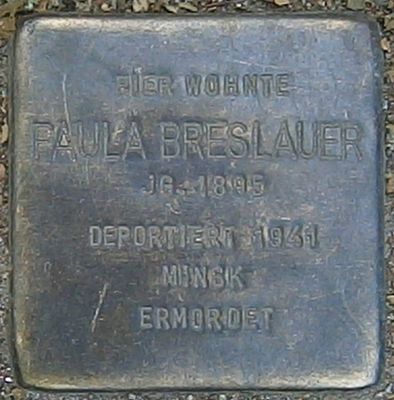 HIER WOHNTE
PAULA BRESLAUER
JG. 1895
DEPORTIERT 1941
MINSK
ERMORDET